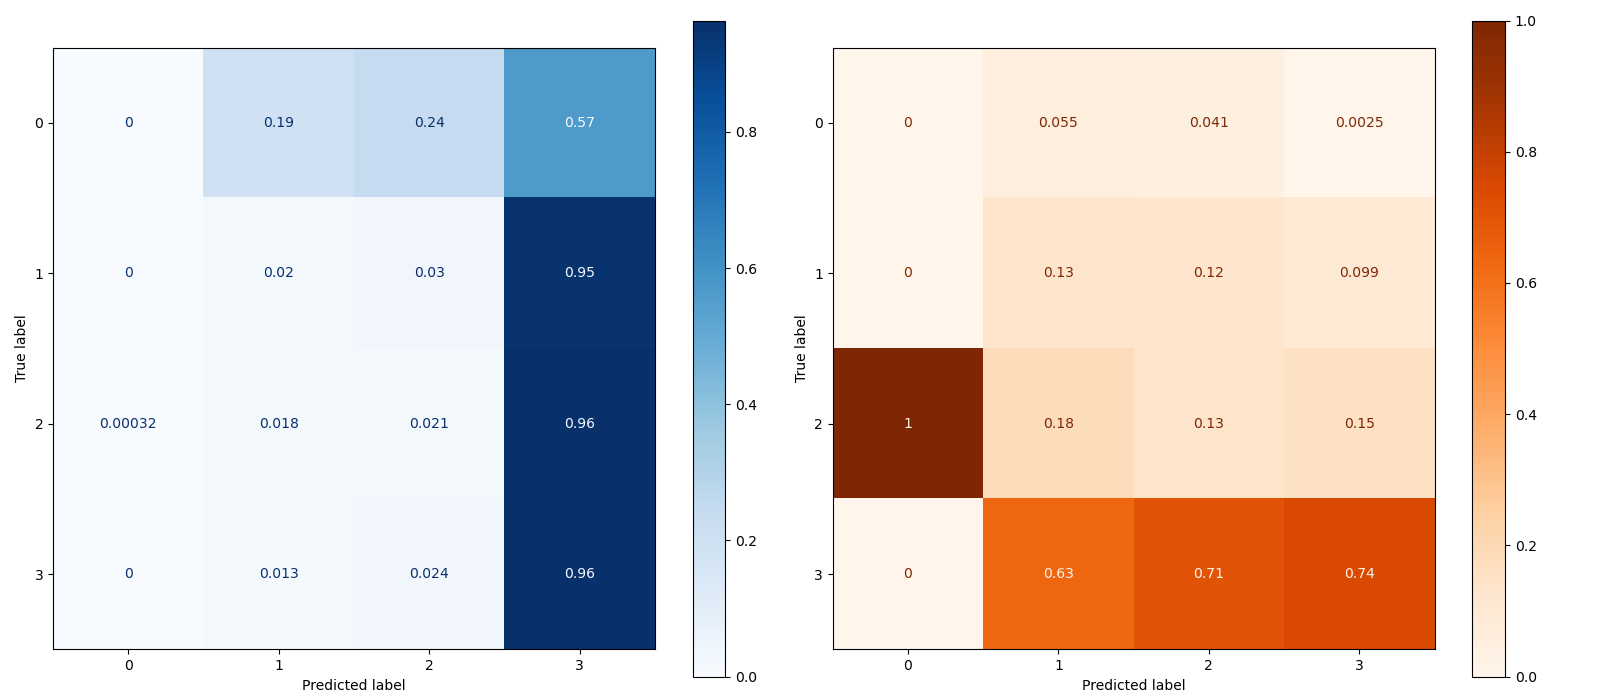 0 0 0.19 0.24 0.57
1 0 0.02 0.03 0.95
2 0.00032 0.018 0.021 0.96
3 0 0.013 0.024 0.96
0 1 2 3
True label
Predicted label
0.8
0.6
0.4
0.2
0.0
0 0 0.055 0.041 0.0025
1 0 0.13 0.12 0.099
2 1 0.18 0.13 0.15
3 0 0.63 0.71 0.74
0 1 2 3
True label
Predicted label
1.0
0.8
0.6
0.4
0.2
0.0